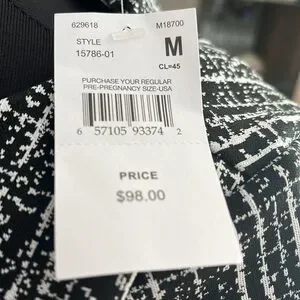 629618 M18700
STYLE M
15786-01
CL=45
PURCHASE YOUR REGULAR
PRE-PREGNANCY SIZE-USA
6 57105 93374 2
PRICE
$98.00